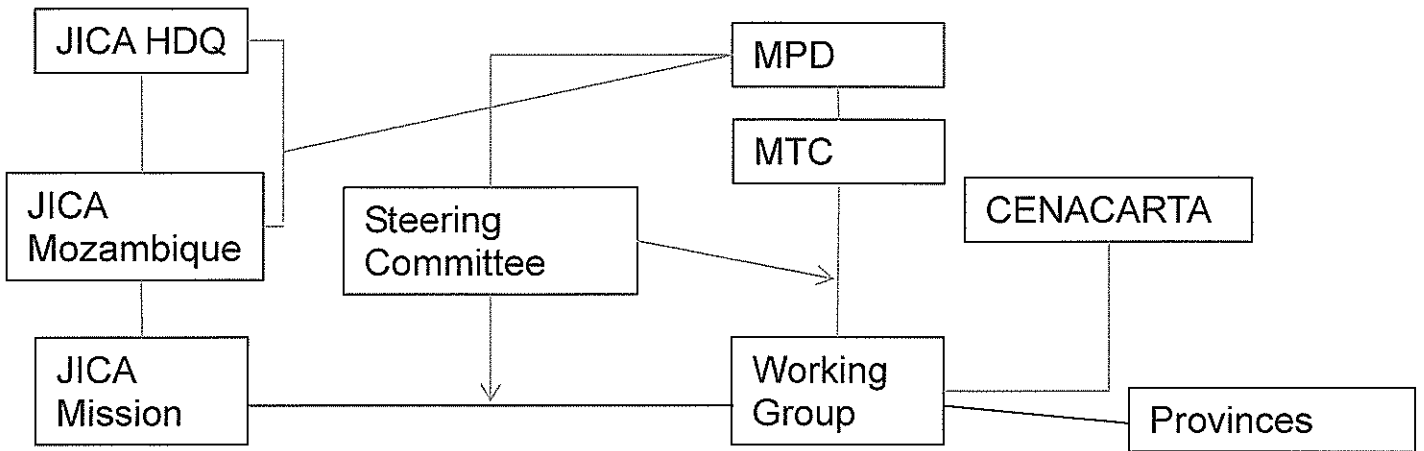 JICA HDQ
MPD
MTC
JICA
Mozambique
Steering
Committee
CENACARTA
JICA
Mission
Working
Group
Provinces